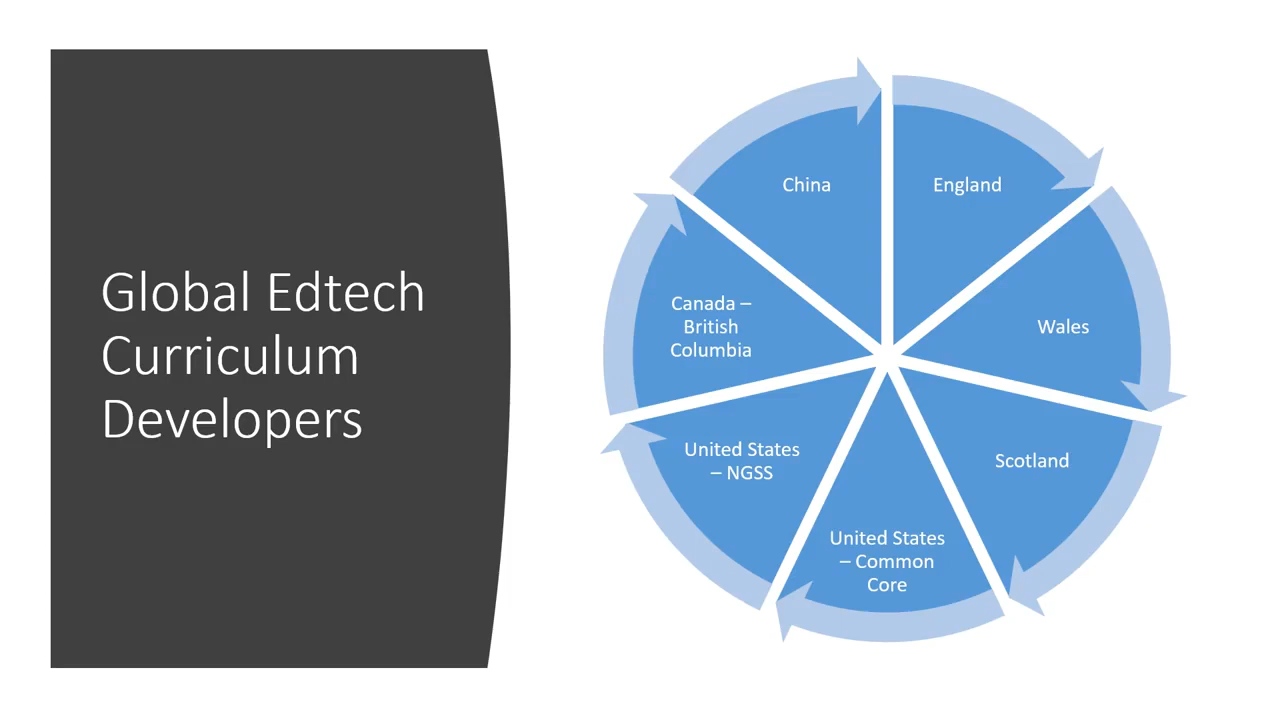 Global Edtech
Curriculum
Developers
China
England
Canada –
British
Columbia
Wales
United States
– NGSS
Scotland
United States
– Common
Core